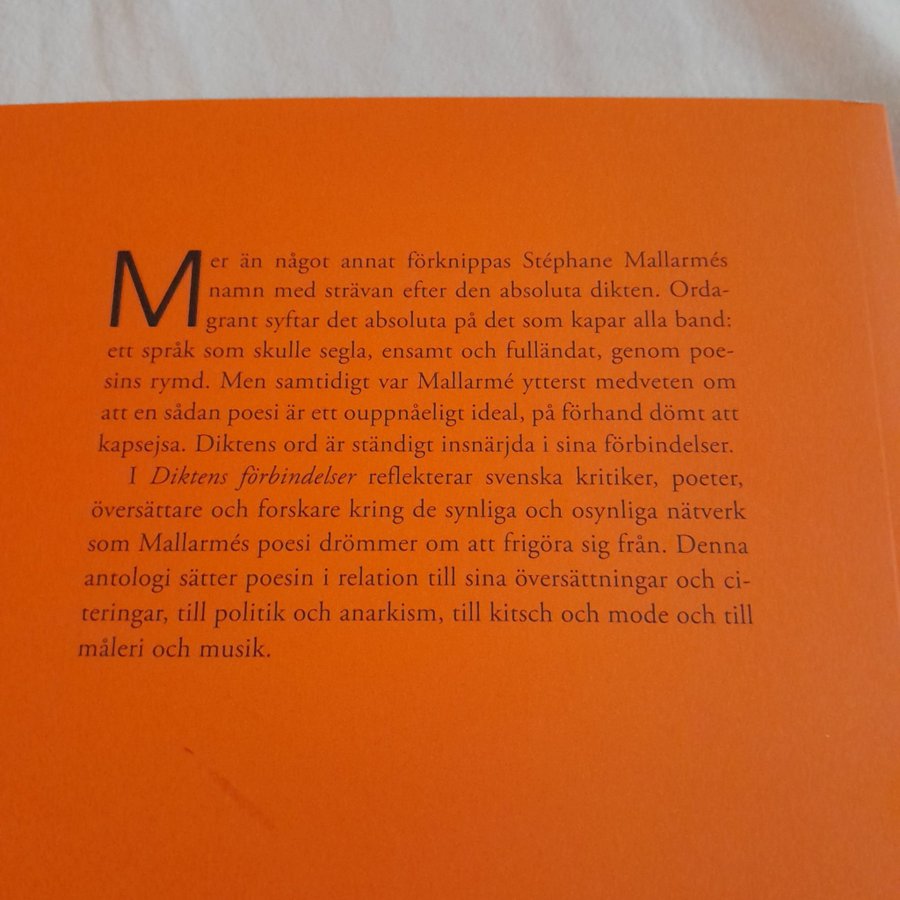 Mer än något annat förknippas Stéphane Mallarmés
namn med strävan efter den absoluta dikten. Orda-
grant syftar det absoluta på det som kapar alla band:
ett språk som skulle segla, ensamt och fulländat, genom poe-
sins rymd. Men samtidigt var Mallarmé ytterst medveten om
att en sådan poesi är ett ouppnåeligt ideal, på förhand dömt att
kapsejsa. Diktens ord är ständigt insnärjda i sina förbindelser.
I Diktens förbindelser reflekterar svenska kritiker, poeter,
översättare och forskare kring de synliga och osynliga nätverk
som Mallarmés poesi drömmer om att frigöra sig från. Denna
antologi sätter poesin i relation till sina översättningar och ci-
teringar, till politik och anarkism, till kitsch och mode och till
måleri och musik.